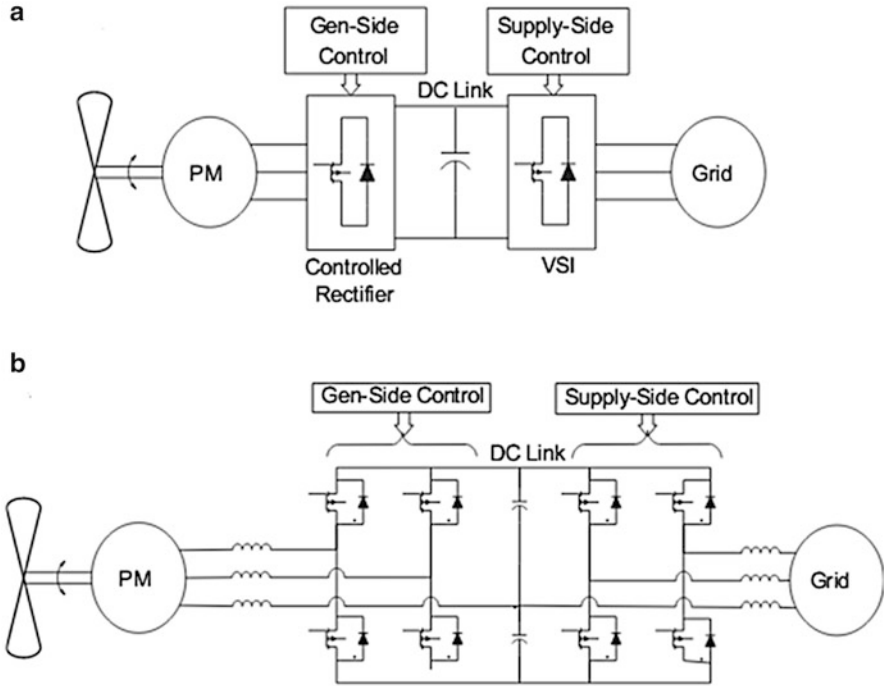 a
Gen-Side
Control
Supply-Side
Control
DC Link
PM
Grid
Controlled
Rectifier
VSI
b
Gen-Side Control
Supply-Side Control
DC Link
PM
Grid